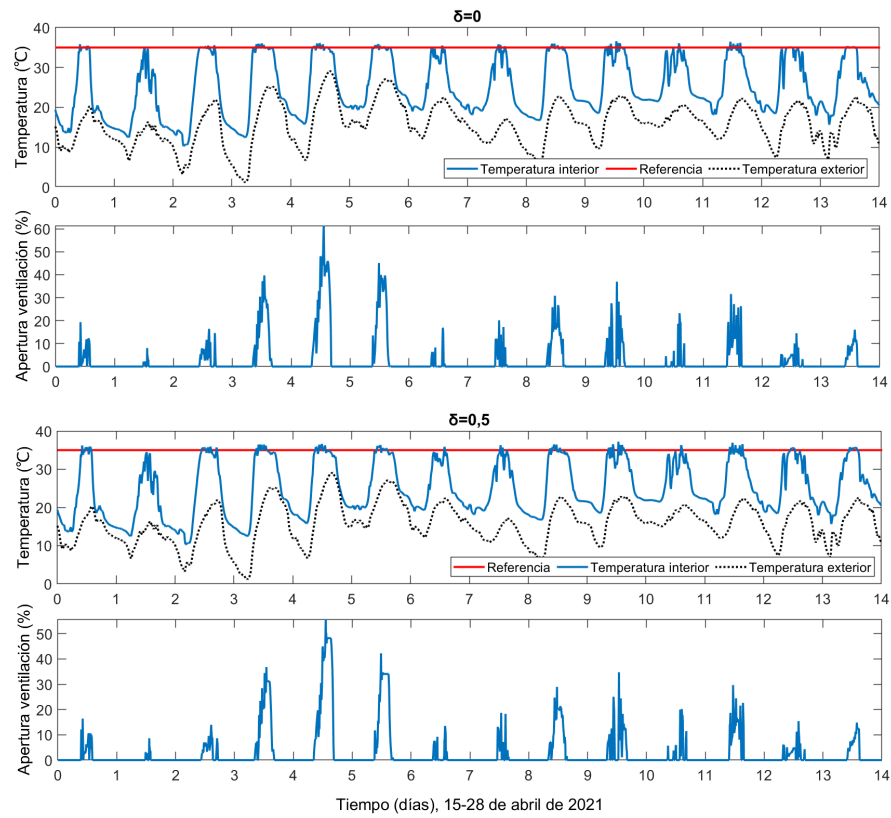 δ=0
Temperatura (ºC)
40
30
20
10
0
Temperatura interior Referencia Temperatura exterior
0 1 2 3 4 5 6 7 8 9 10 11 12 13 14
Apertura ventilación (%)
60
50
40
30
20
10
0
0 1 2 3 4 5 6 7 8 9 10 11 12 13 14
δ=0,5
Temperatura (ºC)
40
30
20
10
0
Referencia Temperatura interior Temperatura exterior
0 1 2 3 4 5 6 7 8 9 10 11 12 13 14
Apertura ventilación (%)
50
40
30
20
10
0
0 1 2 3 4 5 6 7 8 9 10 11 12 13 14
Tiempo (días), 15-28 de abril de 2021